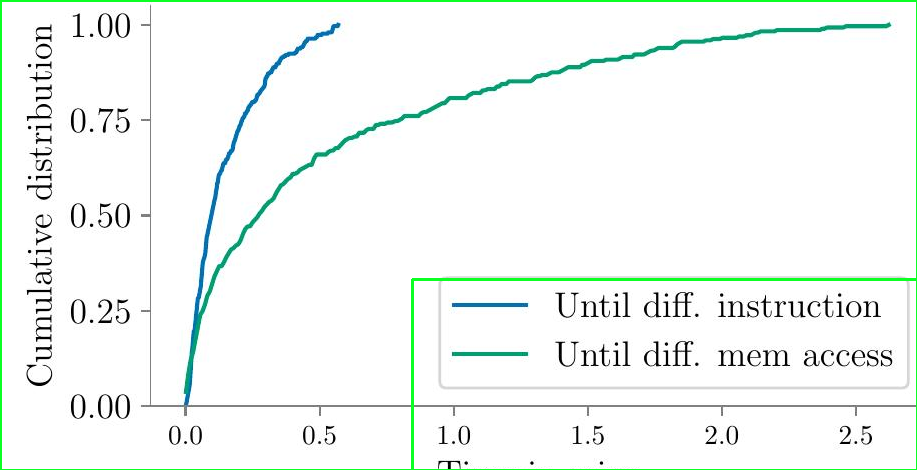 Cumulative distribution
1.00
0.75
0.50
0.25
0.00
Until diff. instruction
Until diff. mem access
0.0 0.5 1.0 1.5 2.0 2.5